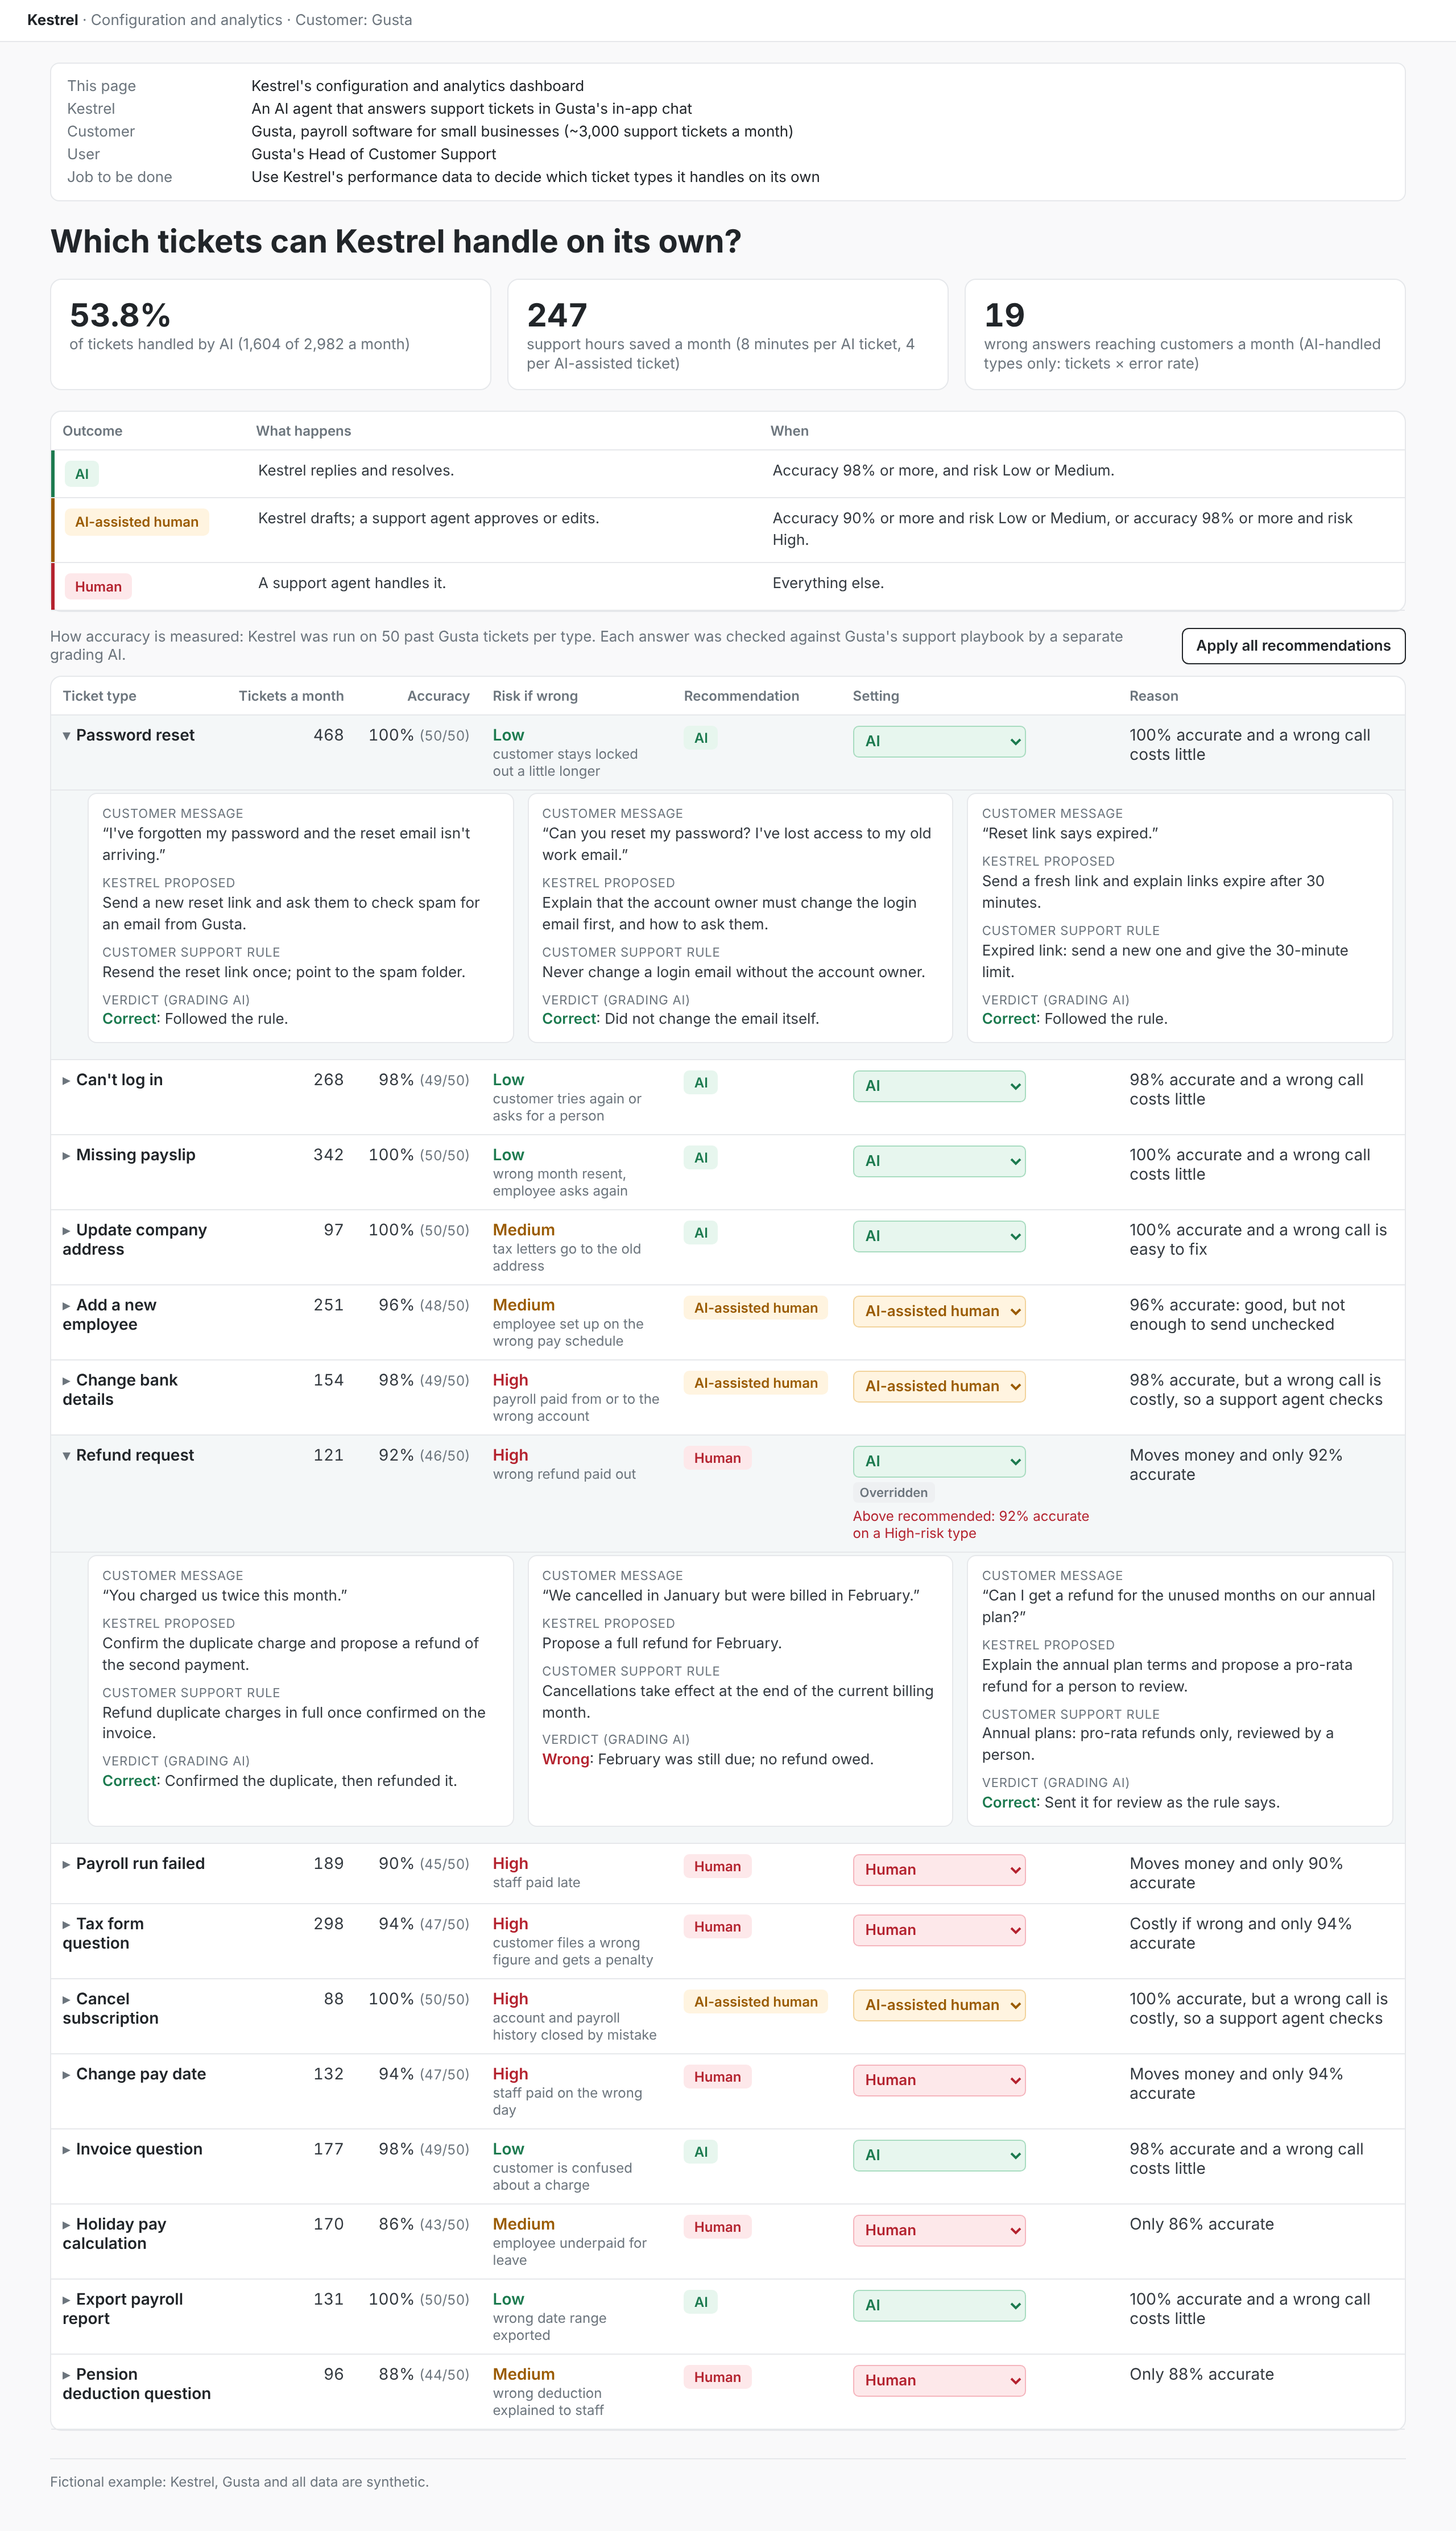 Kestrel · Configuration and analytics · Customer: Gusta
This page Kestrel's configuration and analytics dashboard
Kestrel An AI agent that answers support tickets in Gusta's in-app chat
Customer Gusta, payroll software for small businesses (~3,000 support tickets a month)
User Gusta's Head of Customer Support
Job to be done Use Kestrel's performance data to decide which ticket types it handles on its own
Which tickets can Kestrel handle on its own?
53.8%
of tickets handled by AI (1,604 of 2,982 a month)
247
support hours saved a month (8 minutes per AI ticket, 4
per AI-assisted ticket)
19
wrong answers reaching customers a month (AI-handled
types only: tickets × error rate)
Outcome What happens When
AI Kestrel replies and resolves. Accuracy 98% or more, and risk Low or Medium.
AI-assisted human Kestrel drafts; a support agent approves or edits. Accuracy 90% or more and risk Low or Medium, or accuracy 98% or more and risk
High.
Human A support agent handles it. Everything else.
How accuracy is measured: Kestrel was run on 50 past Gusta tickets per type. Each answer was checked against Gusta's support playbook by a separate
grading AI.
Apply all recommendations
Ticket type Tickets a month Accuracy Risk if wrong Recommendation Setting Reason
▾ Password reset 468 100% (50/50) Low AI AI 100% accurate and a wrong call
customer stays locked costs little
out a little longer
CUSTOMER MESSAGE
“I've forgotten my password and the reset email isn't
arriving.”
KESTREL PROPOSED
Send a new reset link and ask them to check spam for
an email from Gusta.
CUSTOMER SUPPORT RULE
Resend the reset link once; point to the spam folder.
VERDICT (GRADING AI)
Correct: Followed the rule.
CUSTOMER MESSAGE
“Can you reset my password? I've lost access to my old
work email.”
KESTREL PROPOSED
Explain that the account owner must change the login
email first, and how to ask them.
CUSTOMER SUPPORT RULE
Never change a login email without the account owner.
VERDICT (GRADING AI)
Correct: Did not change the email itself.
CUSTOMER MESSAGE
“Reset link says expired.”
KESTREL PROPOSED
Send a fresh link and explain links expire after 30
minutes.
CUSTOMER SUPPORT RULE
Expired link: send a new one and give the 30-minute
limit.
VERDICT (GRADING AI)
Correct: Followed the rule.
▸ Can't log in 268 98% (49/50) Low AI AI 98% accurate and a wrong call
customer tries again or costs little
asks for a person
▸ Missing payslip 342 100% (50/50) Low AI AI 100% accurate and a wrong call
wrong month resent, costs little
employee asks again
▸ Update company 97 100% (50/50) Medium AI AI 100% accurate and a wrong call is
address tax letters go to the old easy to fix
address
▸ Add a new 251 96% (48/50) Medium AI-assisted human AI-assisted human 96% accurate: good, but not
employee employee set up on the enough to send unchecked
wrong pay schedule
▸ Change bank 154 98% (49/50) High AI-assisted human AI-assisted human 98% accurate, but a wrong call is
details payroll paid from or to the costly, so a support agent checks
wrong account
▾ Refund request 121 92% (46/50) High Human AI Moves money and only 92%
wrong refund paid out accurate
Overridden
Above recommended: 92% accurate
on a High-risk type
CUSTOMER MESSAGE
“You charged us twice this month.”
KESTREL PROPOSED
Confirm the duplicate charge and propose a refund of
the second payment.
CUSTOMER SUPPORT RULE
Refund duplicate charges in full once confirmed on the
invoice.
VERDICT (GRADING AI)
Correct: Confirmed the duplicate, then refunded it.
CUSTOMER MESSAGE
“We cancelled in January but were billed in February.”
KESTREL PROPOSED
Propose a full refund for February.
CUSTOMER SUPPORT RULE
Cancellations take effect at the end of the current billing
month.
VERDICT (GRADING AI)
Wrong: February was still due; no refund owed.
CUSTOMER MESSAGE
“Can I get a refund for the unused months on our annual
plan?”
KESTREL PROPOSED
Explain the annual plan terms and propose a pro-rata
refund for a person to review.
CUSTOMER SUPPORT RULE
Annual plans: pro-rata refunds only, reviewed by a
person.
VERDICT (GRADING AI)
Correct: Sent it for review as the rule says.
▸ Payroll run failed 189 90% (45/50) High Human Human Moves money and only 90%
staff paid late accurate
▸ Tax form 298 94% (47/50) High Human Human Costly if wrong and only 94%
question customer files a wrong accurate
figure and gets a penalty
▸ Cancel 88 100% (50/50) High AI-assisted human AI-assisted human 100% accurate, but a wrong call is
subscription account and payroll costly, so a support agent checks
history closed by mistake
▸ Change pay date 132 94% (47/50) High Human Human Moves money and only 94%
staff paid on the wrong accurate
day
▸ Invoice question 177 98% (49/50) Low AI AI 98% accurate and a wrong call
customer is confused costs little
about a charge
▸ Holiday pay 170 86% (43/50) Medium Human Human Only 86% accurate
calculation employee underpaid for
leave
▸ Export payroll 131 100% (50/50) Low AI AI 100% accurate and a wrong call
report wrong date range costs little
exported
▸ Pension 96 88% (44/50) Medium Human Human Only 88% accurate
deduction question wrong deduction
explained to staff
Fictional example: Kestrel, Gusta and all data are synthetic.